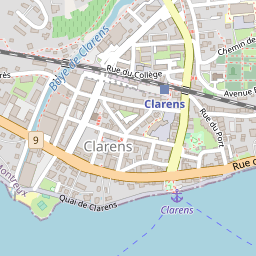 Baye de Clarens
Chemin de
Rue du Collège
Clarens
Avenue
Rue du Port
9
Clarens
Rue
Montreux
Quai de Clarens
Clarens